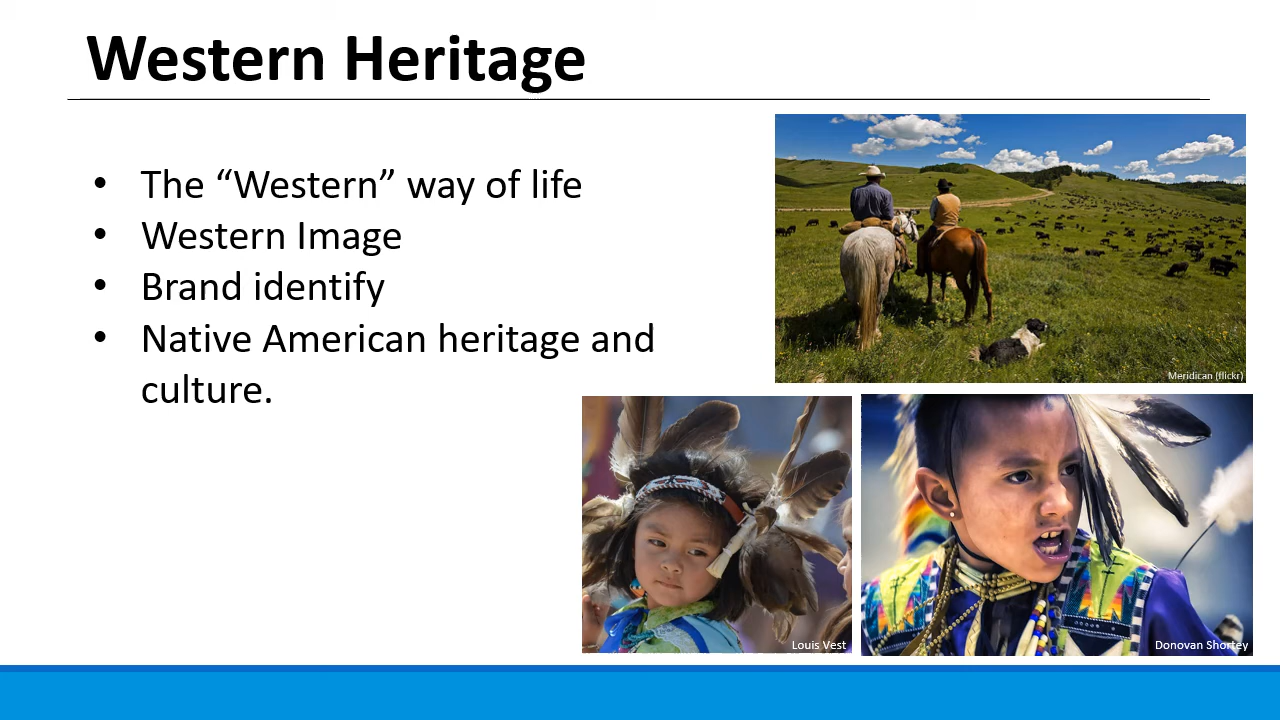 Western Heritage
• The “Western” way of life
• Western Image
• Brand identify
• Native American heritage and
culture.
Meridican (flickr)
Louis Vest
Donovan Shortey